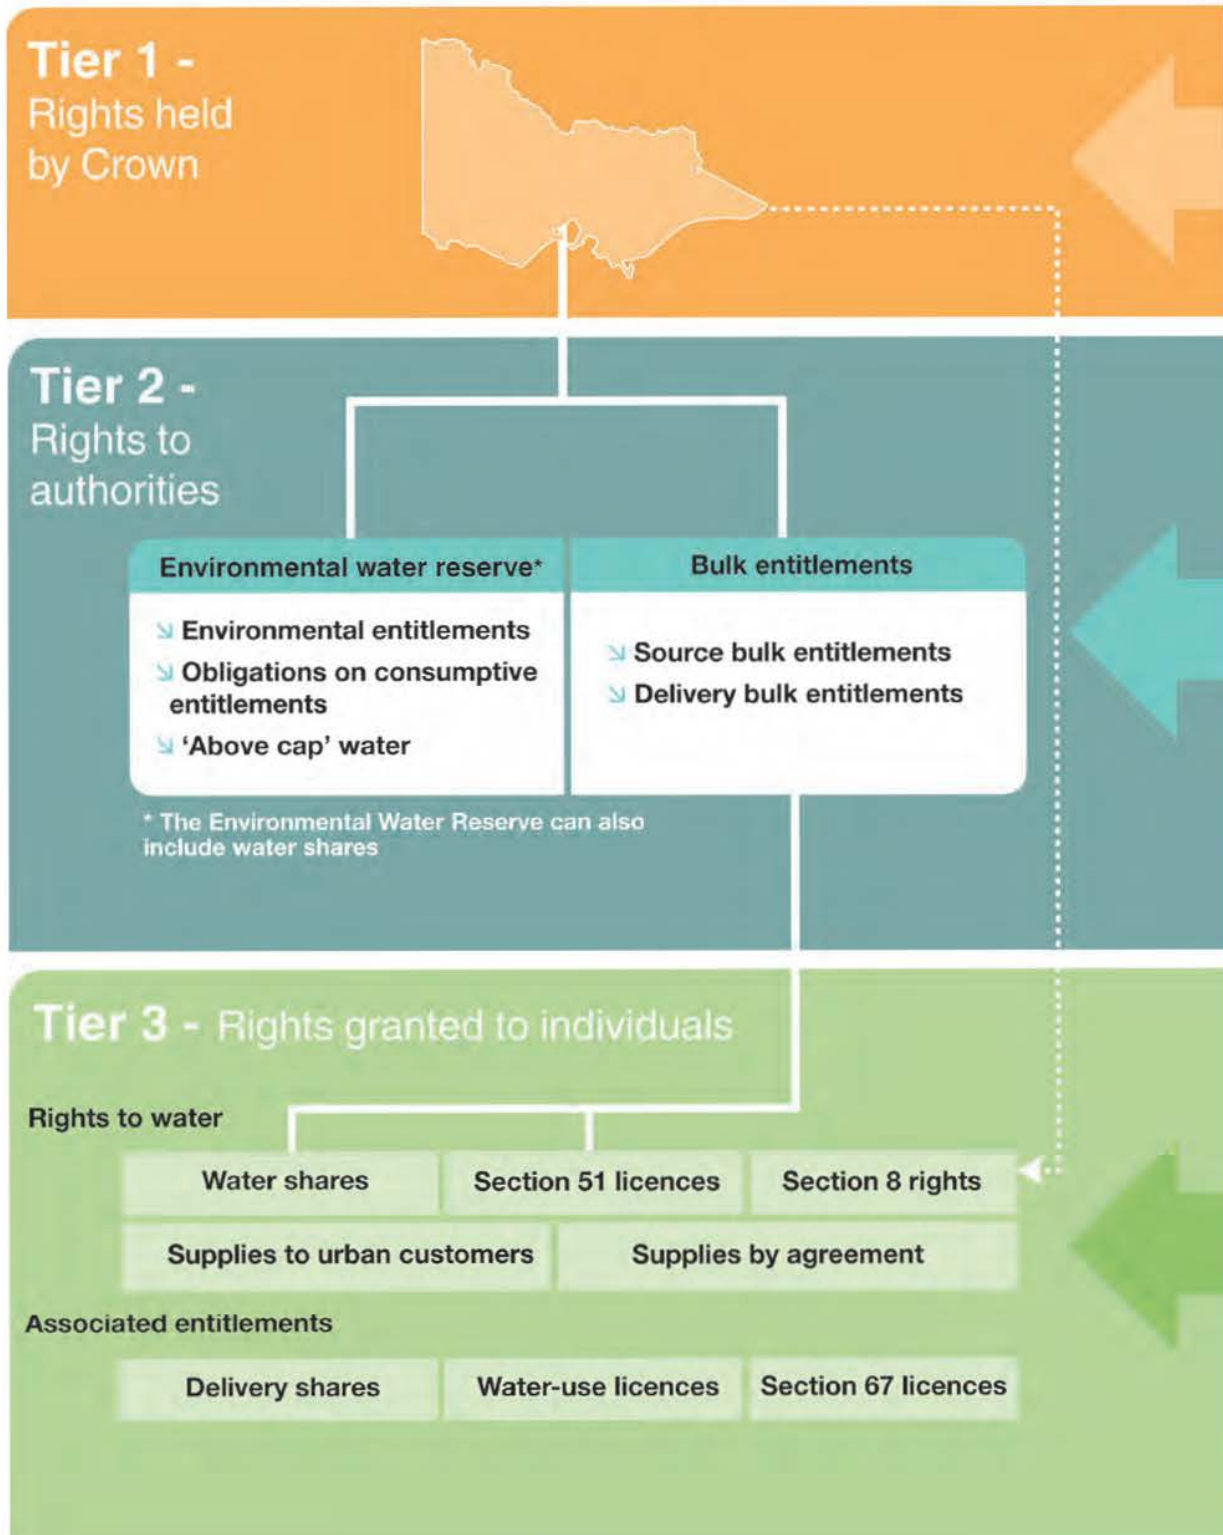 Tier 1 -
Rights held
by Crown
Tier 2 -
Rights to
authorities
Environmental water reserve*
Environmental entitlements
Obligations on consumptive
entitlements
‘Above cap’ water
Bulk entitlements
Source bulk entitlements
Delivery bulk entitlements
* The Environmental Water Reserve can also
include water shares
Tier 3 - Rights granted to individuals
Rights to water
Water shares
Section 51 licences
Section 8 rights
Supplies to urban customers
Supplies by agreement
Associated entitlements
Delivery shares
Water-use licences
Section 67 licences